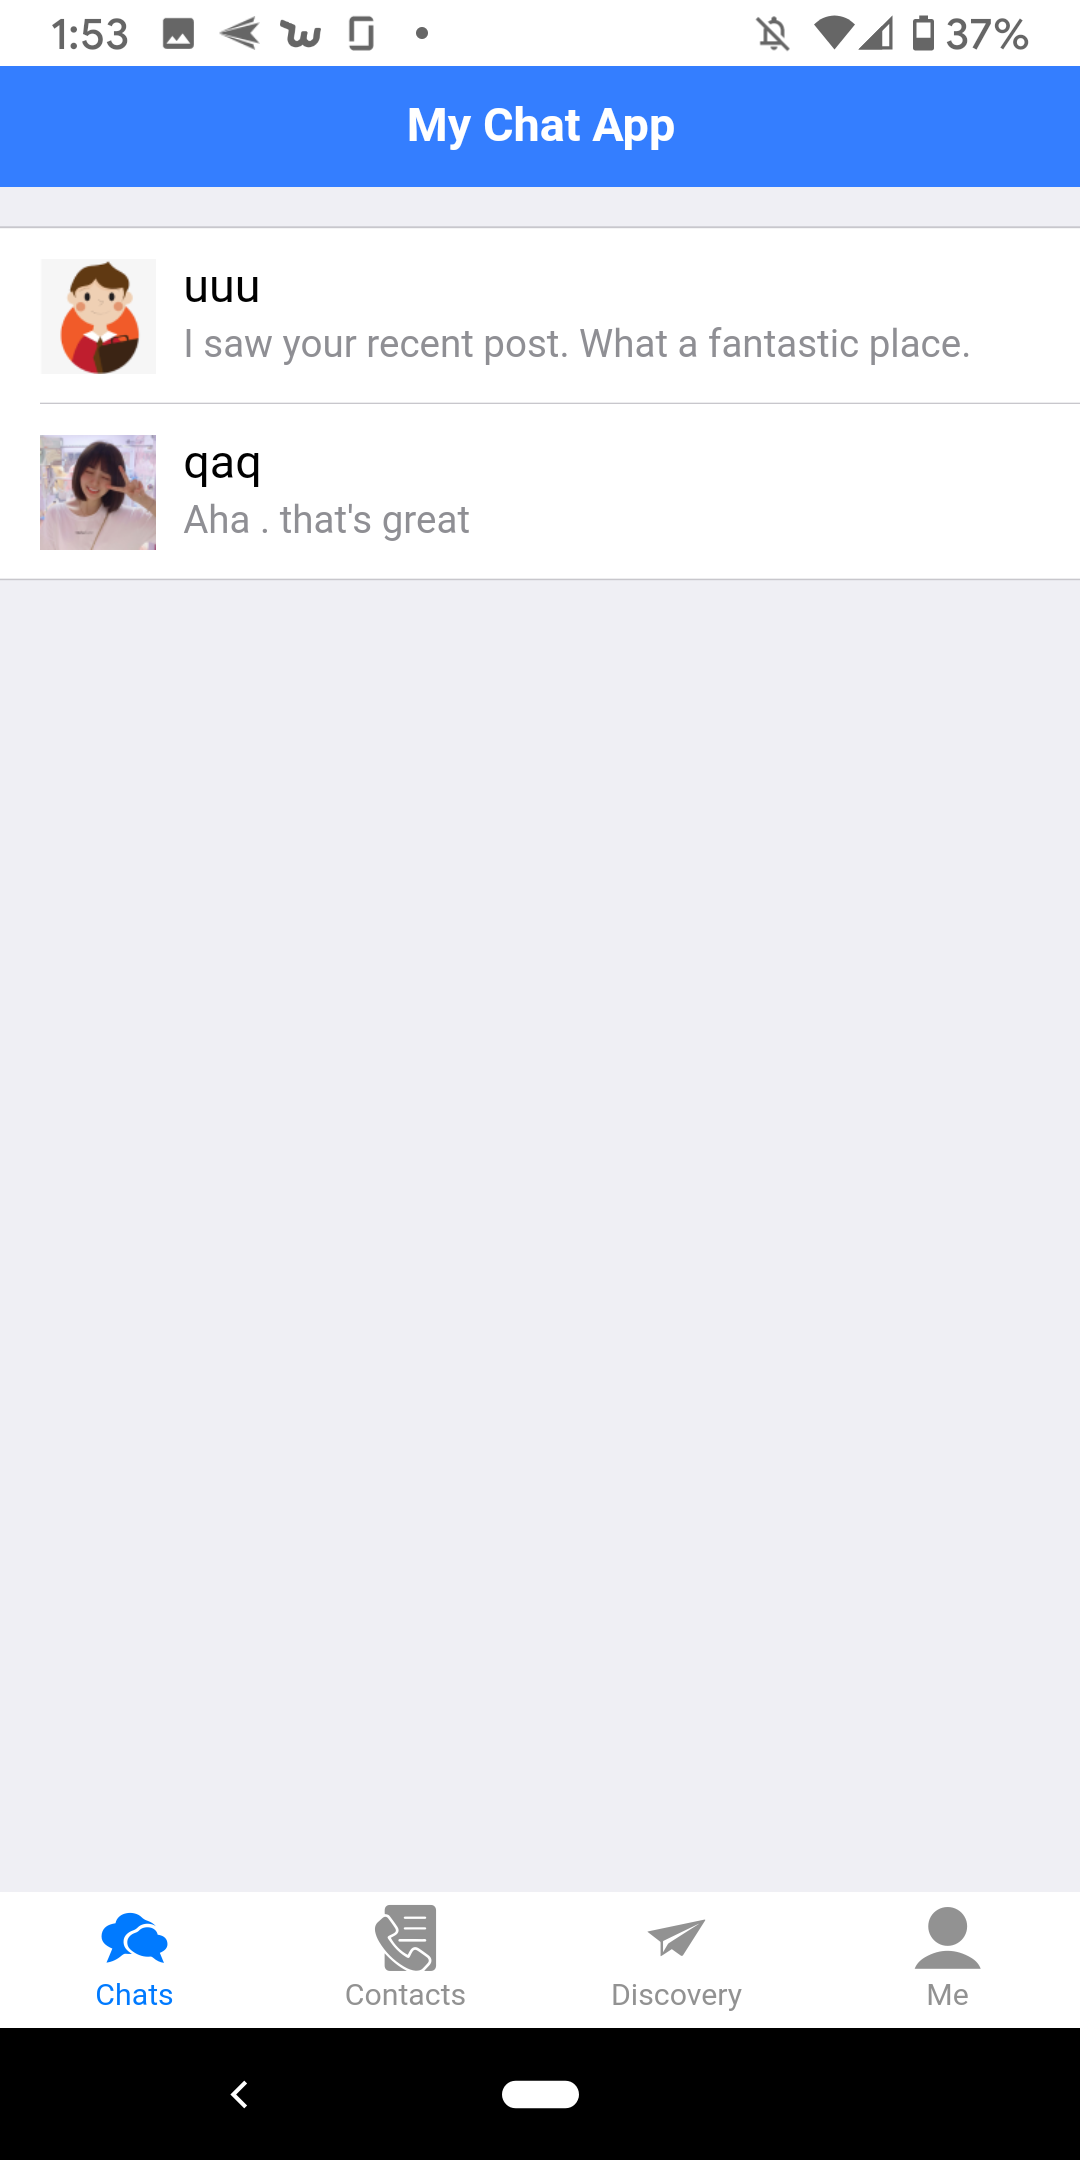 1:53 37%
My Chat App
uuu
I saw your recent post. What a fantastic place.
qaq
Aha . that's great
Chats Contacts Discovery Me